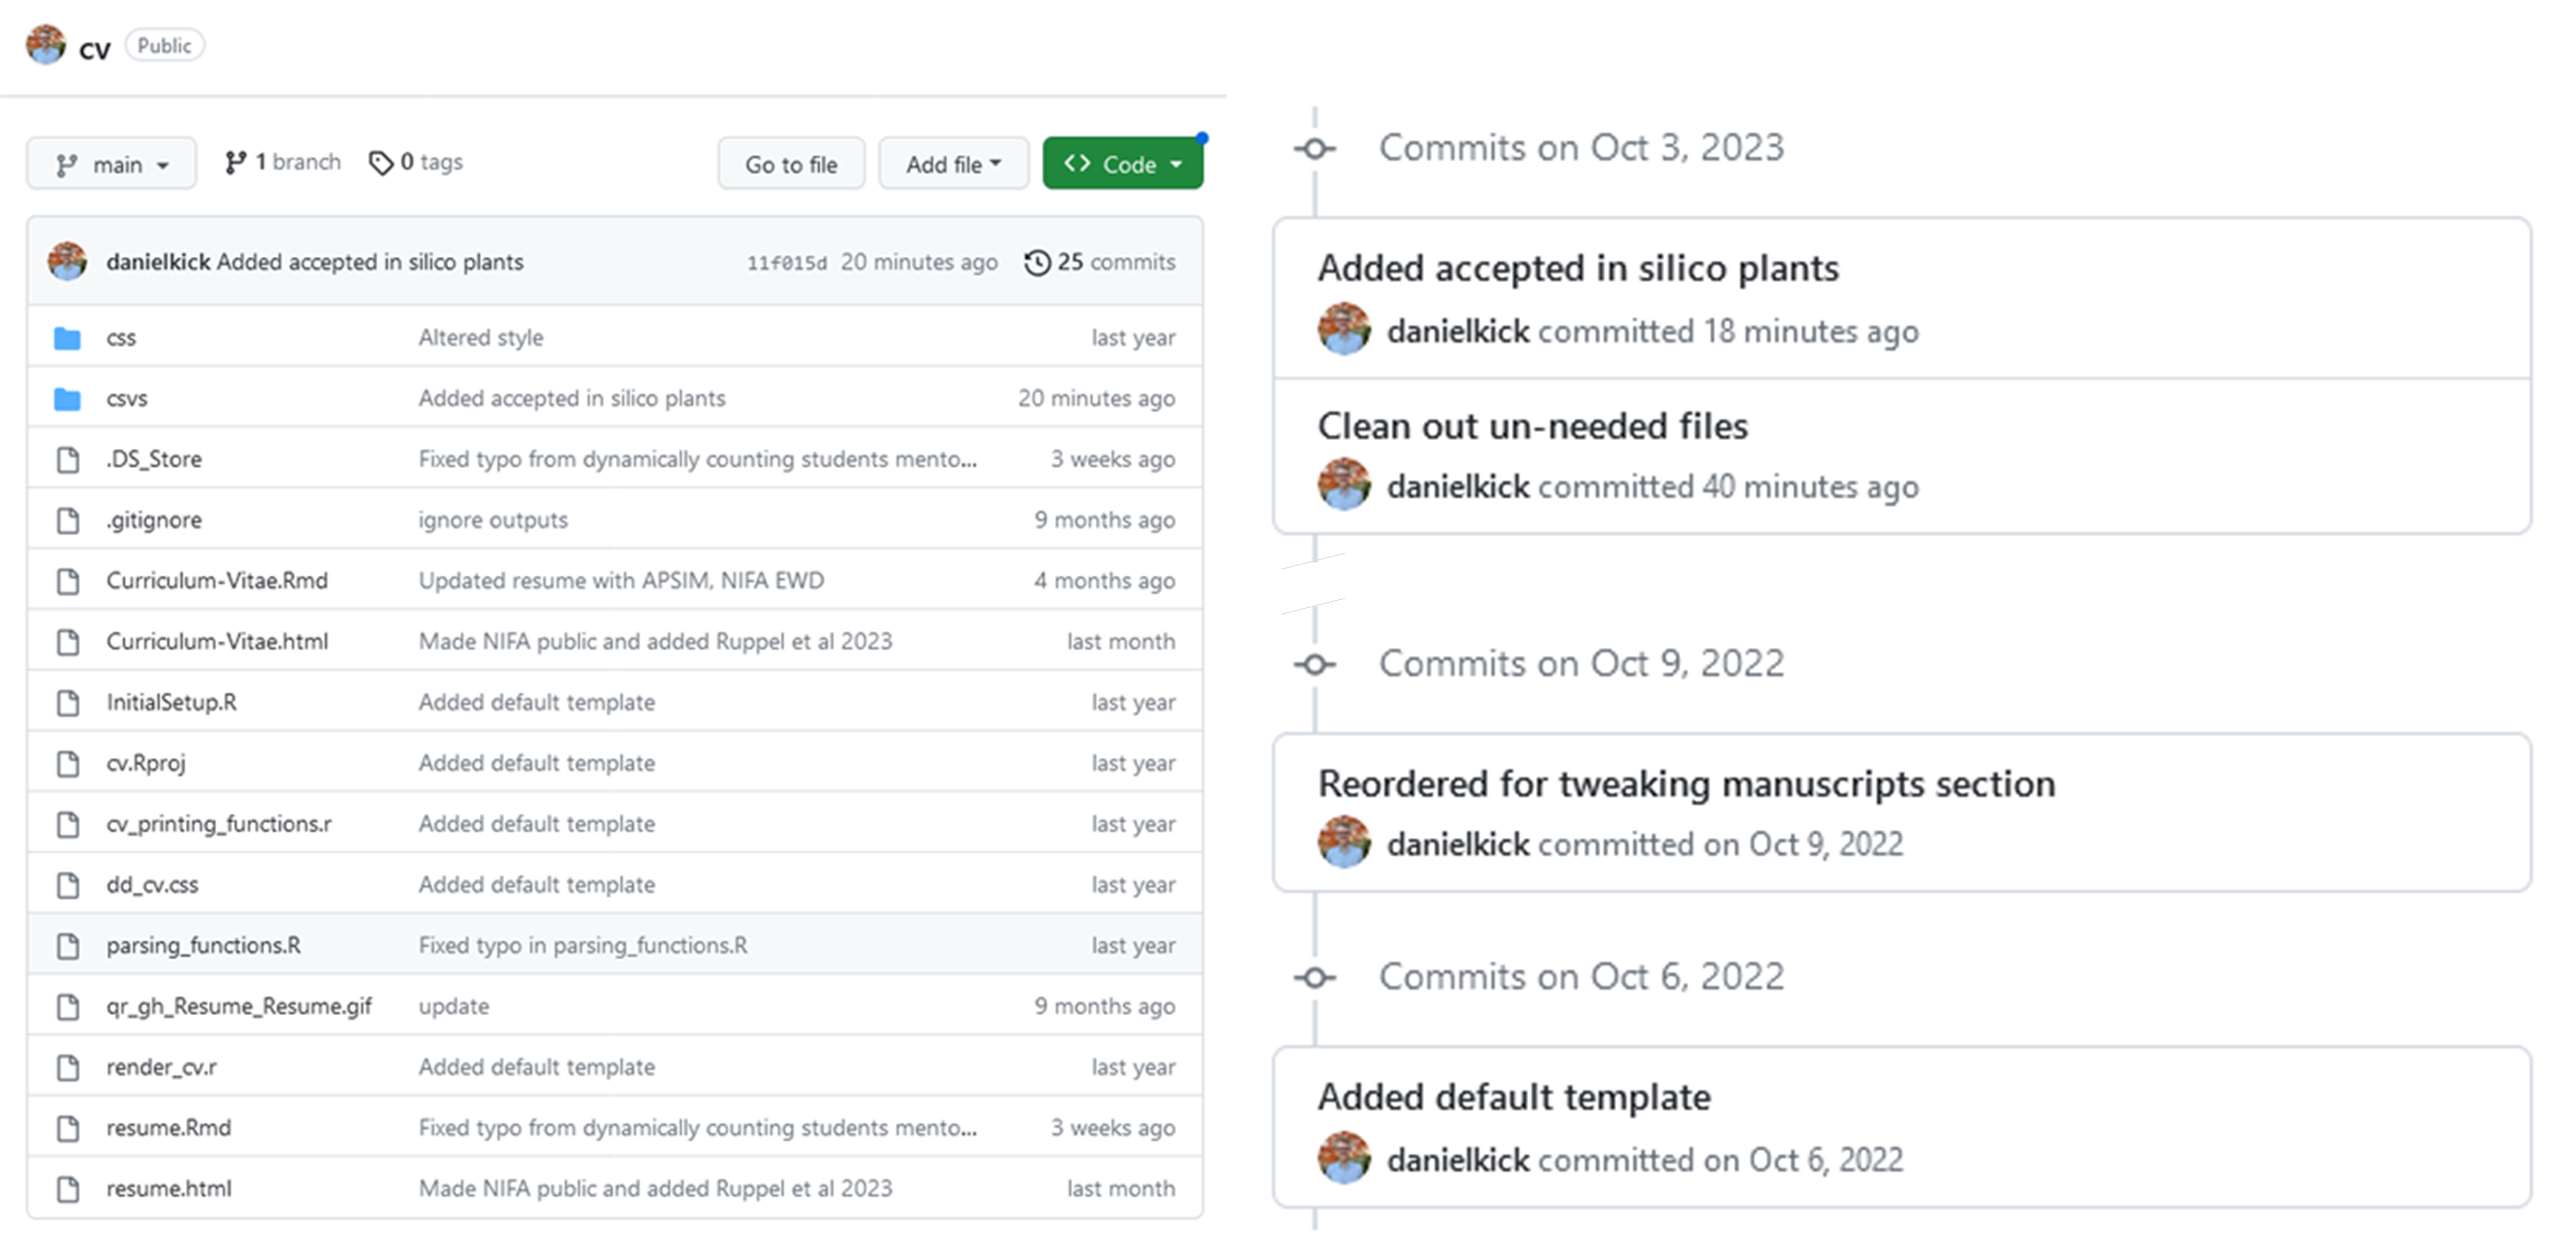 cv Public
main 1 branch 0 tags Go to file Add file Code
danielkick Added accepted in silico plants 11f015d 20 minutes ago 25 commits
css Altered style last year
csvs Added accepted in silico plants 20 minutes ago
.DS_Store Fixed typo from dynamically counting students mento... 3 weeks ago
.gitignore ignore outputs 9 months ago
Curriculum-Vitae.Rmd Updated resume with APSIM, NIFA EWD 4 months ago
Curriculum-Vitae.html Made NIFA public and added Ruppel et al 2023 last month
InitialSetup.R Added default template last year
cv.Rproj Added default template last year
cv_printing_functions.r Added default template last year
dd_cv.css Added default template last year
parsing_functions.R Fixed typo in parsing_functions.R last year
qr_gh_Resume_Resume.gif update 9 months ago
render_cv.r Added default template last year
resume.Rmd Fixed typo from dynamically counting students mento... 3 weeks ago
resume.html Made NIFA public and added Ruppel et al 2023 last month
Commits on Oct 3, 2023
Added accepted in silico plants
danielkick committed 18 minutes ago
Clean out un-needed files
danielkick committed 40 minutes ago
Commits on Oct 9, 2022
Reordered for tweaking manuscripts section
danielkick committed on Oct 9, 2022
Commits on Oct 6, 2022
Added default template
danielkick committed on Oct 6, 2022